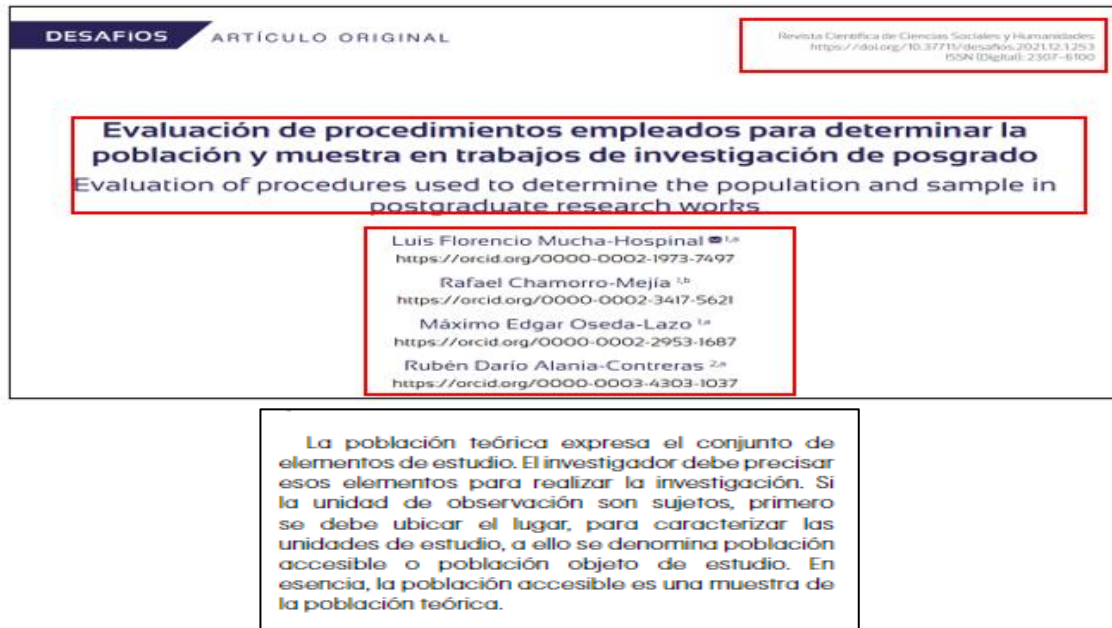 DESAFIOS ARTÍCULO ORIGINAL
Revista Científica de Ciencias Sociales y Humanidades
https://doi.org/10.37711/desafios.2021.12.1.253
ISSN (Digital): 2307-6100
Evaluación de procedimientos empleados para determinar la
población y muestra en trabajos de investigación de posgrado
Evaluation of procedures used to determine the population and sample in
postgraduate research works
Luis Florencio Mucha-Hospinal 1,a
https://orcid.org/0000-0002-1973-7497
Rafael Chamorro-Mejía 1,b
https://orcid.org/0000-0002-3417-5621
Máximo Edgar Oseda-Lazo 1,a
https://orcid.org/0000-0002-2953-1687
Rubén Darío Alania-Contreras 2,a
https://orcid.org/0000-0003-4303-1037
La población teórica expresa el conjunto de
elementos de estudio. El investigador debe precisar
esos elementos para realizar la investigación. Si
la unidad de observación son sujetos, primero
se debe ubicar el lugar, para caracterizar las
unidades de estudio, a ello se denomina población
accesible o población objeto de estudio. En
esencia, la población accesible es una muestra de
la población teórica.